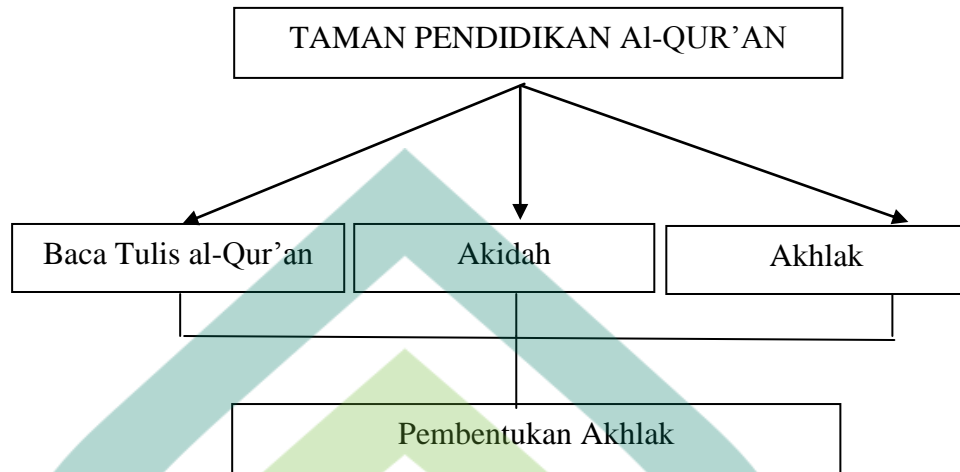 TAMAN PENDIDIKAN Al-QUR’AN
Baca Tulis al-Qur’an
Akidah
Akhlak
Pembentukan Akhlak